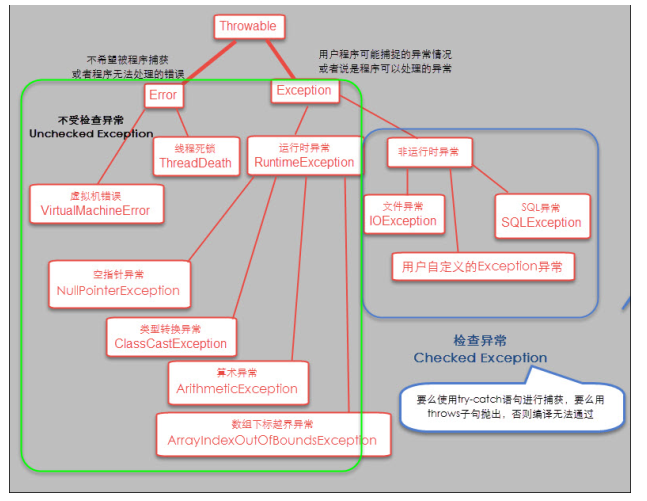 Throwable
不希望被程序捕获
或者程序无法处理的错误
用户程序可能捕捉的异常情况
或者说是程序可以处理的异常
Error
Exception
不受检查异常
Unchecked Exception
线程死锁
ThreadDeath
运行时异常
RuntimeException
非运行时异常
虚拟机错误
VirtualMachineError
文件异常
IOException
SQL异常
SQLException
空指针异常
NullPointerException
用户自定义的Exception异常
类型转换异常
ClassCastException
检查异常
Checked Exception
算术异常
ArithmeticException
要么使用try-catch语句进行捕获，要么用
throws子句抛出，否则编译无法通过
数组下标越界异常
ArrayIndexOutOfBoundsException